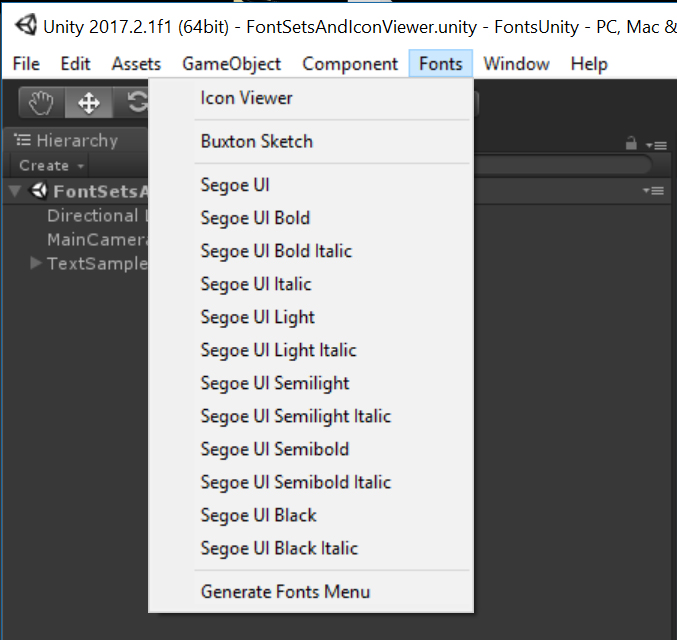 Unity 2017.2.1f1 (64bit) - FontSetsAndIconViewer.unity - FontsUnity - PC, Mac &
File Edit Assets GameObject Component Fonts Window Help
Icon Viewer
Hierarchy
Buxton Sketch
Create
Segoe UI
FontSetsA
Directional
Segoe UI Bold
MainCamera
Segoe UI Bold Italic
TextSample
Segoe UI Italic
Segoe UI Light
Segoe UI Light Italic
Segoe UI Semilight
Segoe UI Semilight Italic
Segoe UI Semibold
Segoe UI Semibold Italic
Segoe UI Black
Segoe UI Black Italic
Generate Fonts Menu